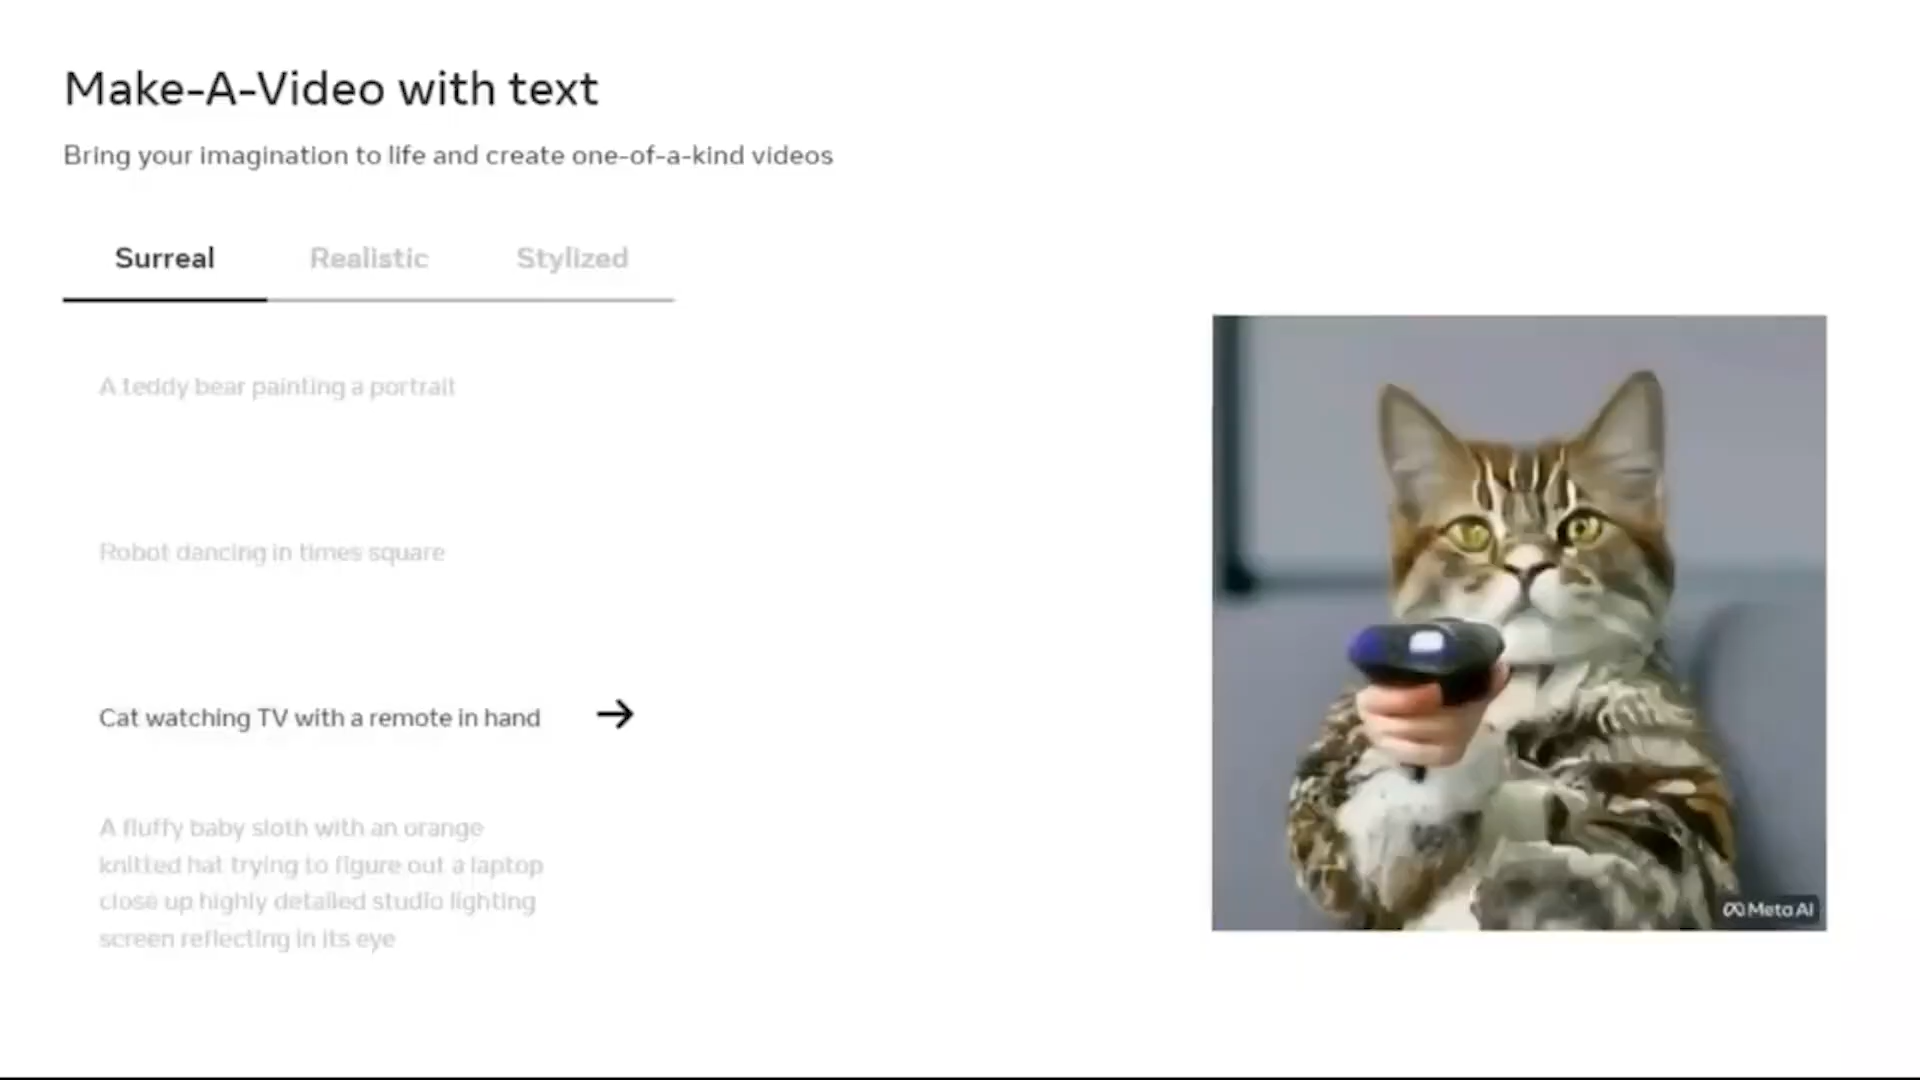 Make-A-Video with text
Bring your imagination to life and create one-of-a-kind videos
Surreal
Realistic
Stylized
A teddy bear painting a portrait
Robot dancing in times square
Cat watching TV with a remote in hand
A fluffy baby sloth with an orange
knitted hat trying to figure out a laptop
close up highly detailed studio lighting
screen reflecting in its eye
Meta AI